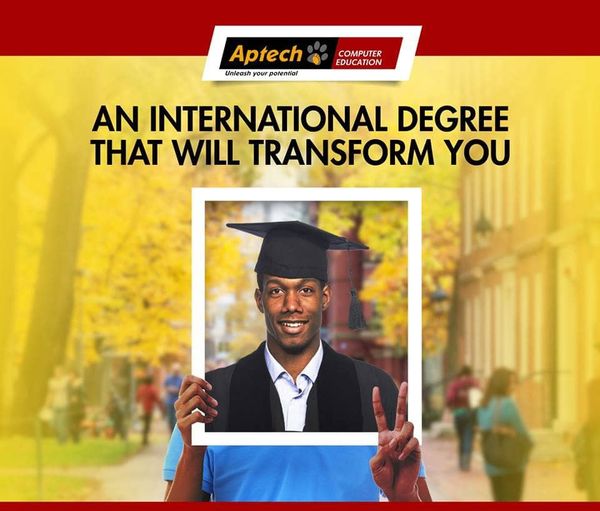 Aptech
COMPUTER
EDUCATION
Unleash your potential
AN INTERNATIONAL DEGREE
THAT WILL TRANSFORM YOU